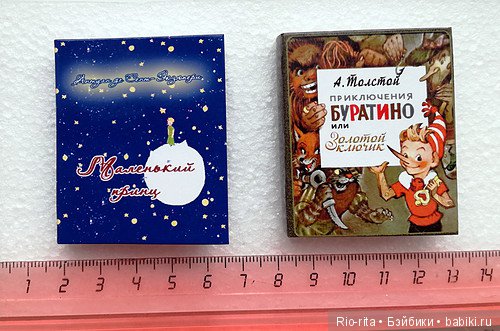 Антуан де Сент-Экзюпери
Маленький
принц
А. Толстой
ПРИКЛЮЧЕНИЯ
БУРАТИНО
или
Золотой
ключик
1 2 3 4 5 6 7 8 9 10 11 12 13 14
Rio-rita • Бэйбики • babiki.ru